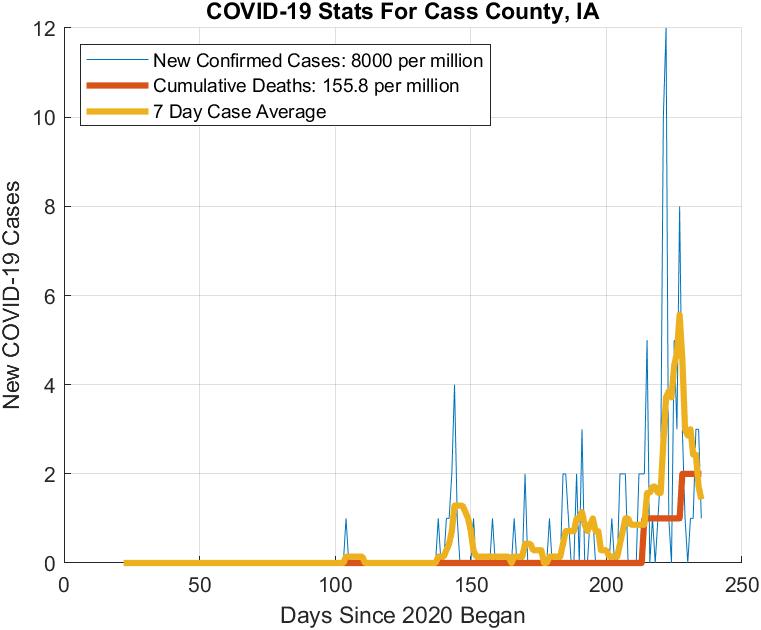 COVID-19 Stats For Cass County, IA
New Confirmed Cases: 8000 per million
Cumulative Deaths: 155.8 per million
7 Day Case Average
New COVID-19 Cases
12
10
8
6
4
2
0
0 50 100 150 200 250
Days Since 2020 Began